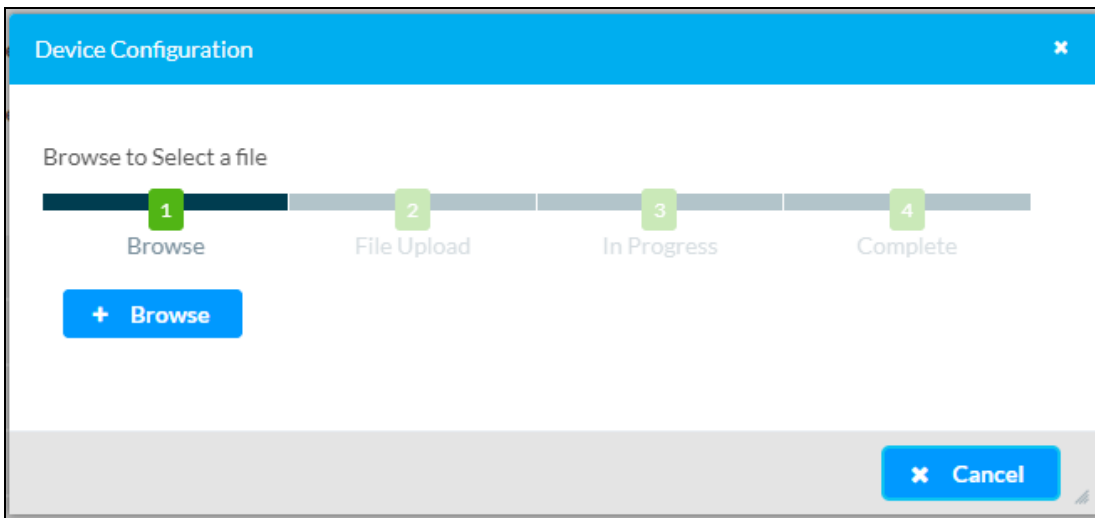 Device Configuration
Browse to Select a file
1 2 3 4
Browse File Upload In Progress Complete
+ Browse
Cancel